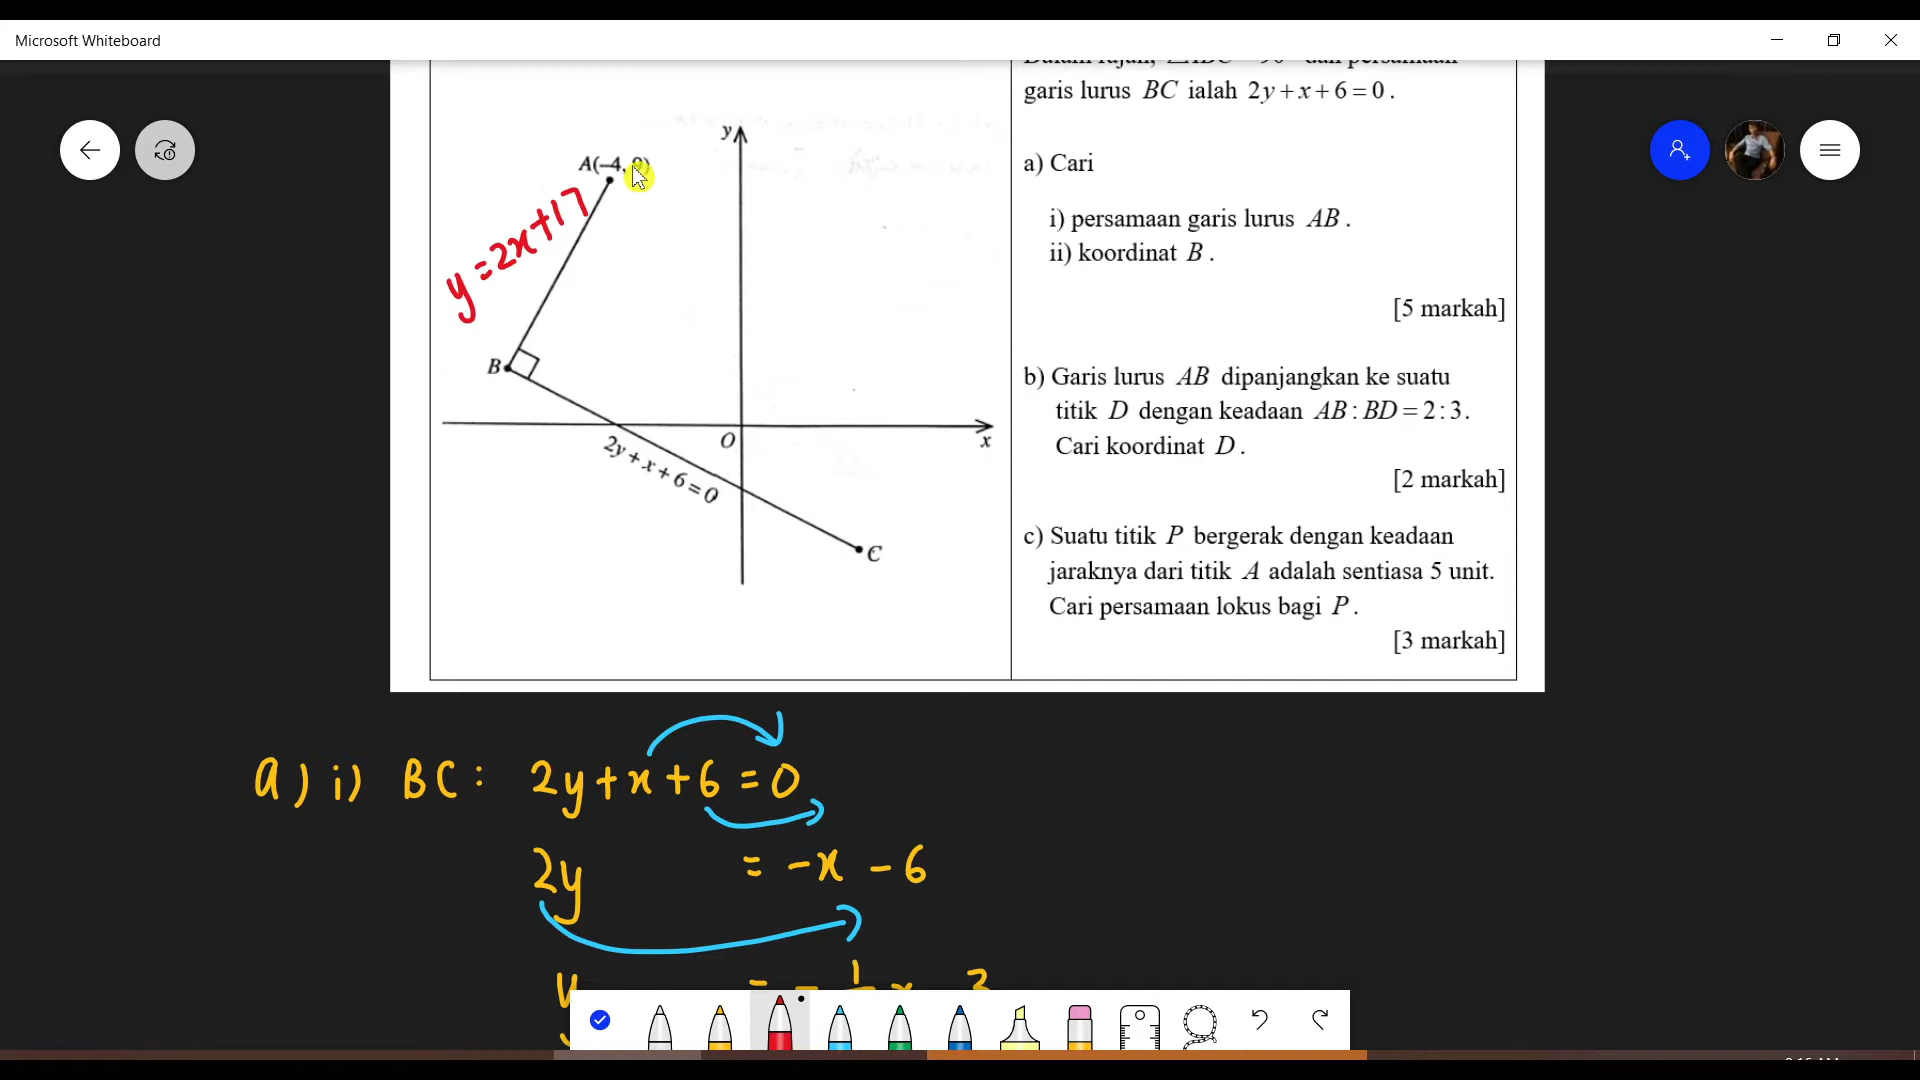 Microsoft Whiteboard
garis lurus BC ialah 2y+x+6=0.
a) Cari
i) persamaan garis lurus AB.
ii) koordinat B.
[5 markah]
b) Garis lurus AB dipanjangkan ke suatu
titik D dengan keadaan AB:BD=2:3.
Cari koordinat D.
[2 markah]
c) Suatu titik P bergerak dengan keadaan
jaraknya dari titik A adalah sentiasa 5 unit.
Cari persamaan lokus bagi P.
[3 markah]
y
A(–4, 9)
y=2x+17
B
O
x
2y+x+6=0
C
a) i) BC: 2y+x+6=0
2y = -x - 6